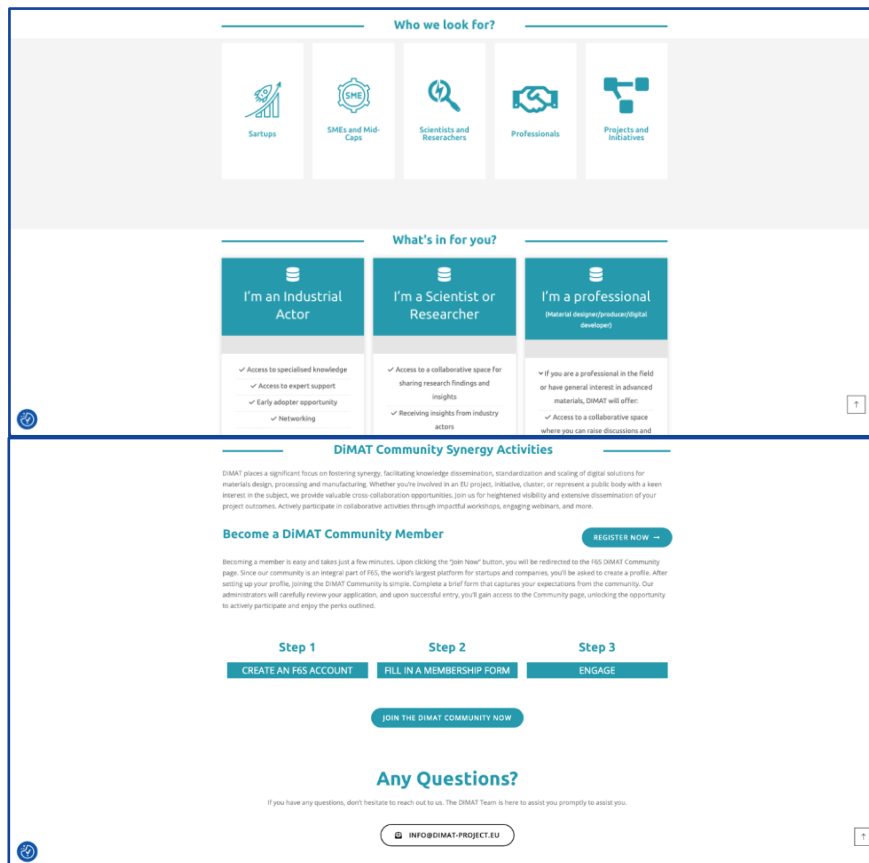 Who we look for?
SME
Sartups
SMEs and Mid-
Caps
Scientists and
Reserachers
Professionals
Projects and
Initiatives
What's in for you?
I'm an Industrial
Actor
I'm a Scientist or
Researcher
I'm a professional
(Material designer/producer/digital
developer)
Access to specialised knowledge
Access to expert support
Early adopter opportunity
Networking
Access to a collaborative space for
sharing research findings and
insights
Receiving insights from industry
actors
If you are a professional in the field
or have general interest in advanced
materials, DIMAT will offer:
Access to a collaborative space
where you can raise discussions and
DiMAT Community Synergy Activities
DiMAT places a significant focus on fostering synergy, facilitating knowledge dissemination, standardization and scaling of digital solutions for
materials design, processing and manufacturing. Whether you're involved in an EU project, initiative, cluster, or represent a public body with a keen
interest in the subject, we provide valuable cross-collaboration opportunities. Join us for heightened visibility and extensive dissemination of your
project outcomes. Actively participate in collaborative activities through impactful workshops, engaging webinars, and more.
Become a DiMAT Community Member
REGISTER NOW →
Becoming a member is easy and takes just a few minutes. Upon clicking the "Join Now" button, you will be redirected to the F6S DIMAT Community
page. Since our community is an integral part of F6S, the world's largest platform for startups and companies, you'll be asked to create a profile. After
setting up your profile, joining the DIMAT Community is simple. Complete a brief form that captures your expectations from the community. Our
administrators will carefully review your application, and upon successful entry, you'll gain access to the Community page, unlocking the opportunity
to actively participate and enjoy the perks outlined.
Step 1
Step 2
Step 3
CREATE AN F6S ACCOUNT
FILL IN A MEMBERSHIP FORM
ENGAGE
JOIN THE DIMAT COMMUNITY NOW
Any Questions?
If you have any questions, don't hesitate to reach out to us. The DIMAT Team is here to assist you promptly to assist you.
INFO@DIMAT-PROJECT.EU